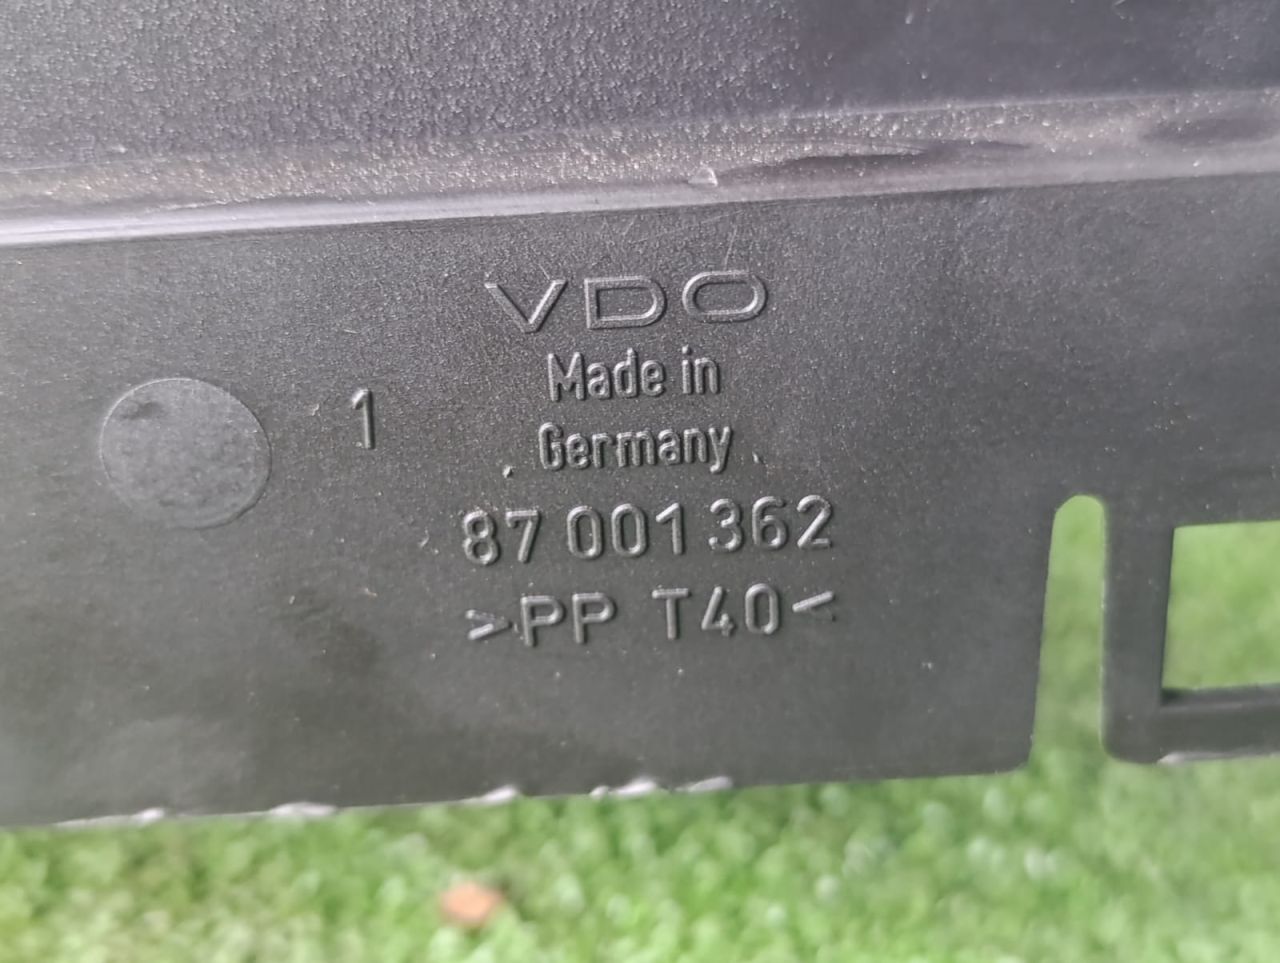 VDO
Made in
Germany
1
87 001 362
>PP T40<